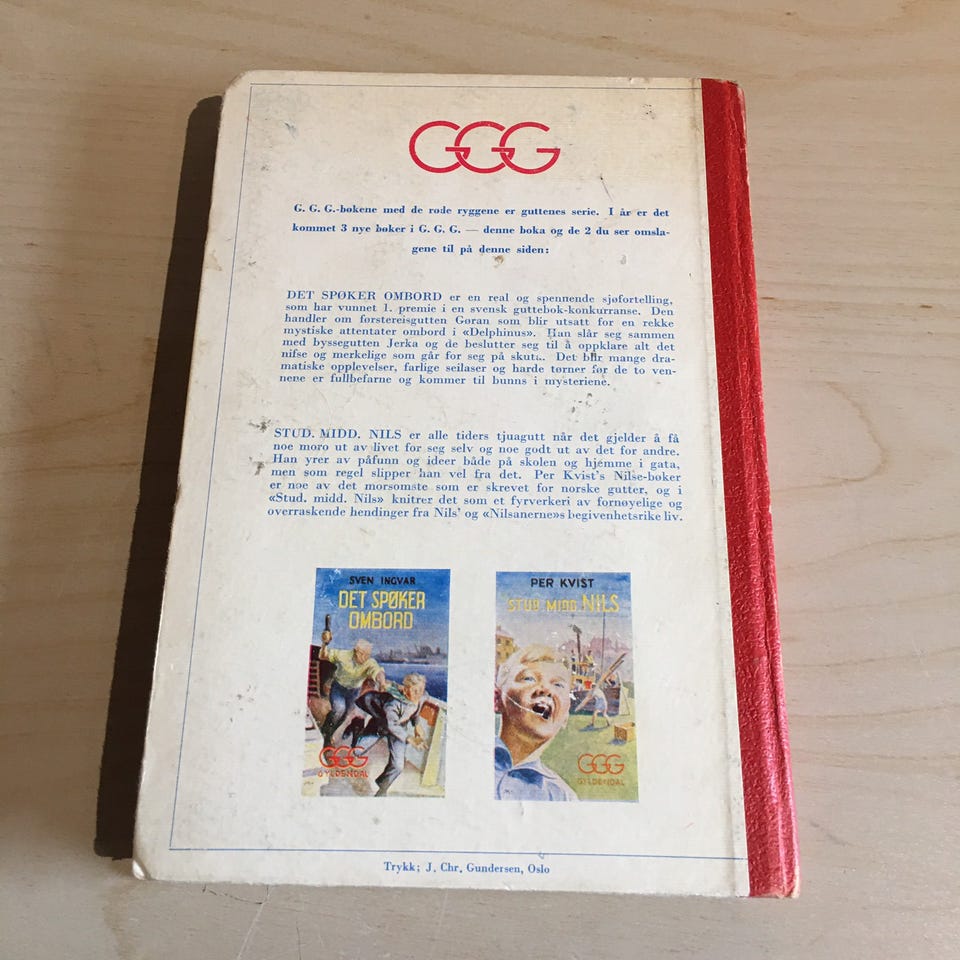 GGG
G. G. G.-bøkene med de røde ryggene er guttenes serie. I år er det
kommet 3 nye bøker i G. G. G. — denne boka og de 2 du ser omsla-
gene til på denne siden:
DET SPØKER OMBORD er en real og spennende sjøfortelling,
som har vunnet 1. premie i en svensk guttebok-konkurranse. Den
handler om førstereisgutten Gøran som blir utsatt for en rekke
mystiske attentater ombord i «Delphinus». Han slår seg sammen
med byssegutten Jerka og de beslutter seg til å oppklare alt det
nifse og merkelige som går for seg på skuta. Det blir mange dra-
matiske opplevelser, farlige seilaser og harde tørner før de to ven-
nene er fullbefarne og kommer til bunns i mysteriene.
STUD. MIDD. NILS er alle tiders tjuagutt når det gjelder å få
noe moro ut av livet for seg selv og noe godt ut av det for andre.
Han yrer av påfunn og ideer både på skolen og hjemme i gata,
men som regel slipper han vel fra det. Per Kvist's Nilse-bøker
er noe av det morsomste som er skrevet for norske gutter, og i
«Stud. midd. Nils» knitrer det som et fyrverkeri av fornøyelige og
overraskende hendinger fra Nils' og «Nilsanerne»s begivenhetsrike liv.
SVEN INGVAR
DET SPØKER
OMBORD
GGG
GYLDENDAL
PER KVIST
STUD. MIDD. NILS
GGG
GYLDENDAL
Trykk: J. Chr. Gundersen, Oslo